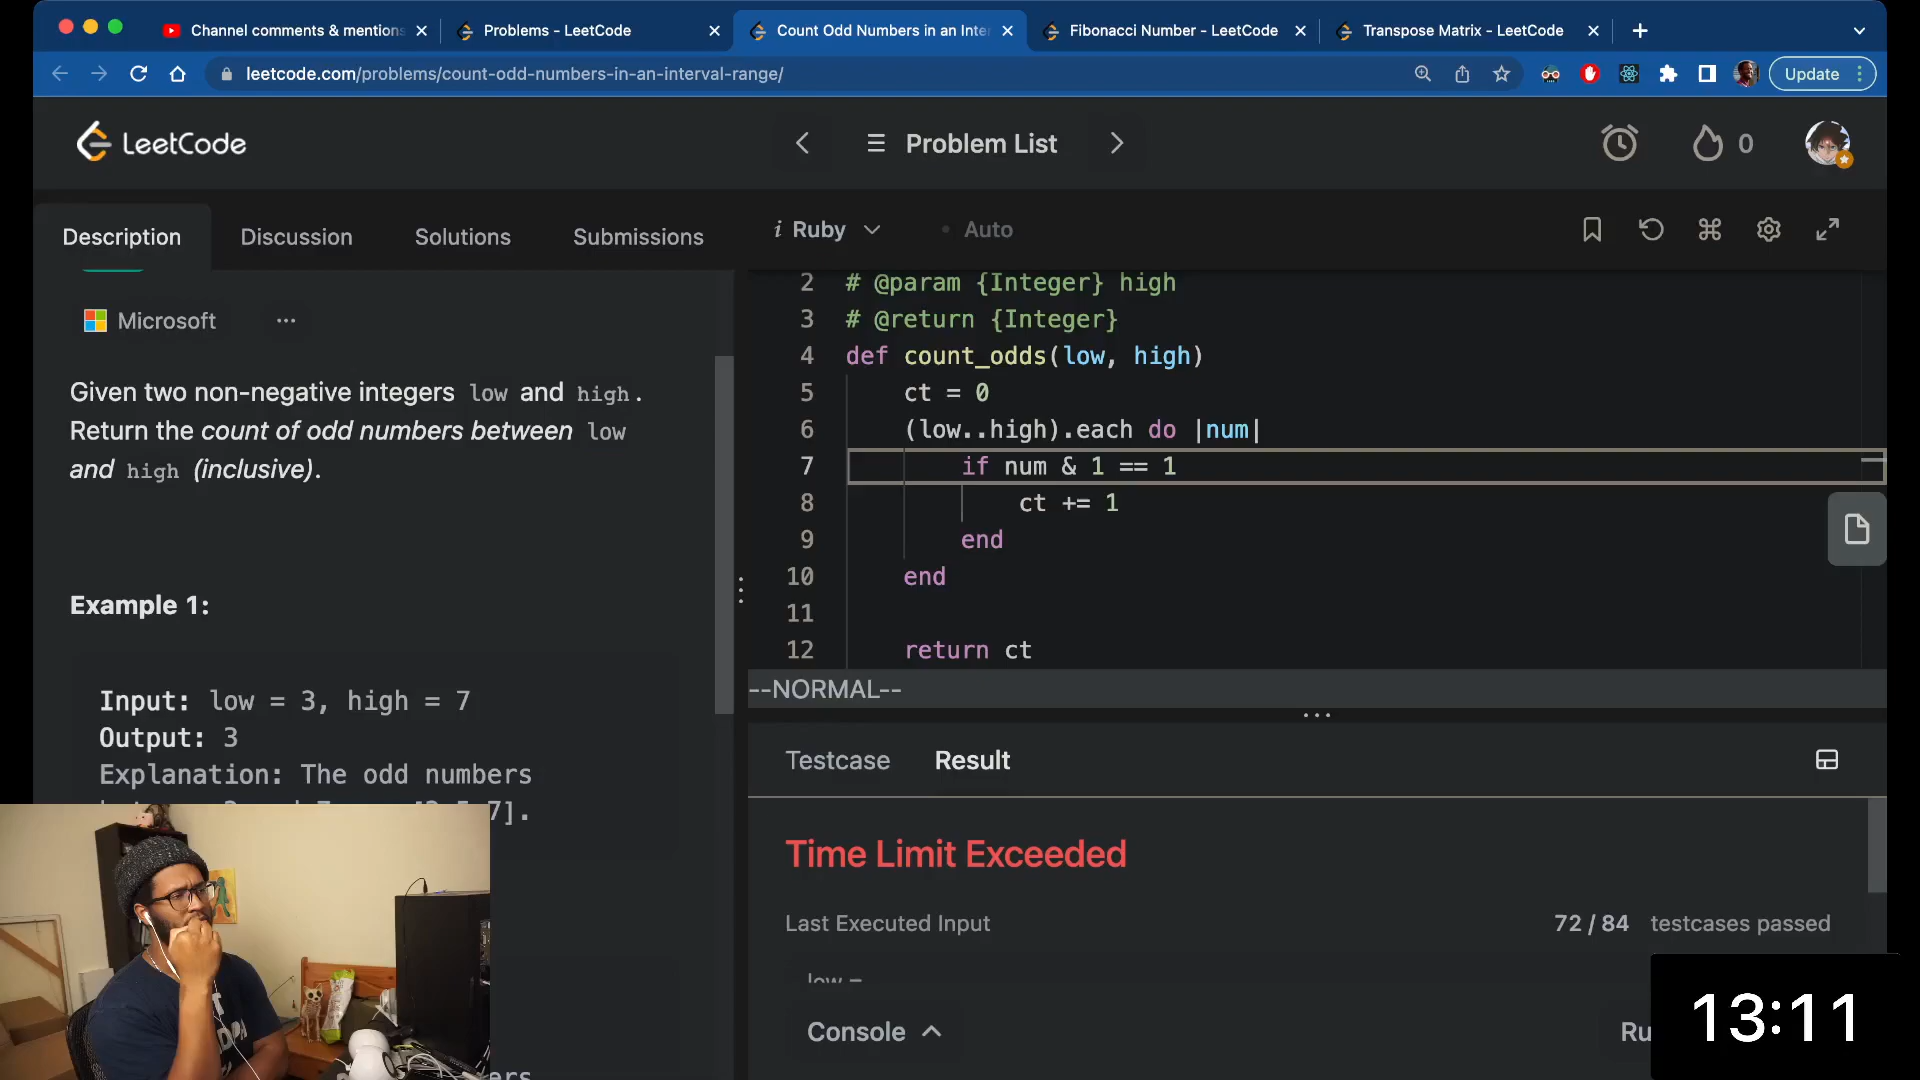 Channel comments & mentions
Problems - LeetCode
Count Odd Numbers in an Inte
Fibonacci Number - LeetCode
Transpose Matrix - LeetCode
leetcode.com/problems/count-odd-numbers-in-an-interval-range/
Update
LeetCode
Problem List
0
Description
Discussion
Solutions
Submissions
i Ruby
• Auto
Microsoft
...
Given two non-negative integers low and high.
Return the count of odd numbers between low
and high (inclusive).
Example 1:
Input: low = 3, high = 7
Output: 3
Explanation: The odd numbers
7].
2 # @param {Integer} high
3 # @return {Integer}
4 def count_odds(low, high)
5 ct = 0
6 (low..high).each do |num|
7 if num & 1 == 1
8 ct += 1
9 end
10 end
11
12 return ct
--NORMAL--
Testcase
Result
Time Limit Exceeded
Last Executed Input
72 / 84 testcases passed
low =
Console
Ru
13:11